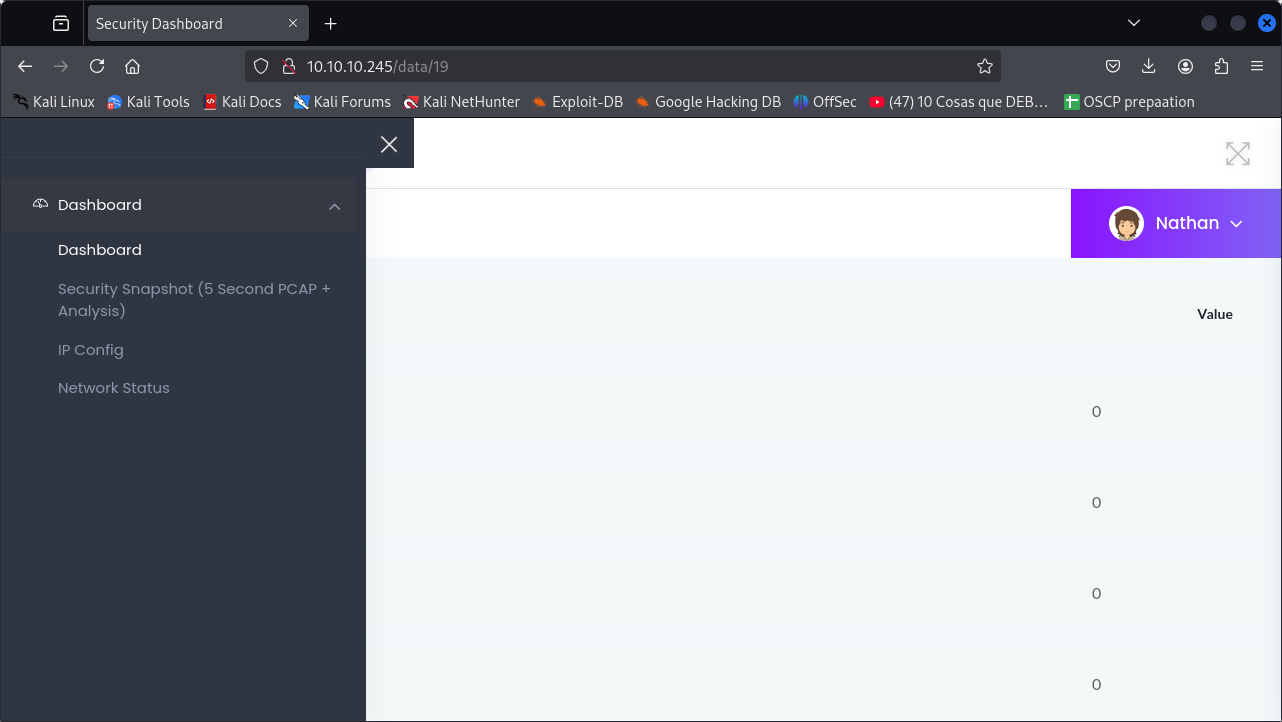 Security Dashboard
10.10.10.245/data/19
Kali Linux Kali Tools Kali Docs Kali Forums Kali NetHunter Exploit-DB Google Hacking DB OffSec (47) 10 Cosas que DEB… OSCP prepaation
Dashboard
Dashboard
Security Snapshot (5 Second PCAP +
Analysis)
IP Config
Network Status
Nathan
Value
0
0
0
0